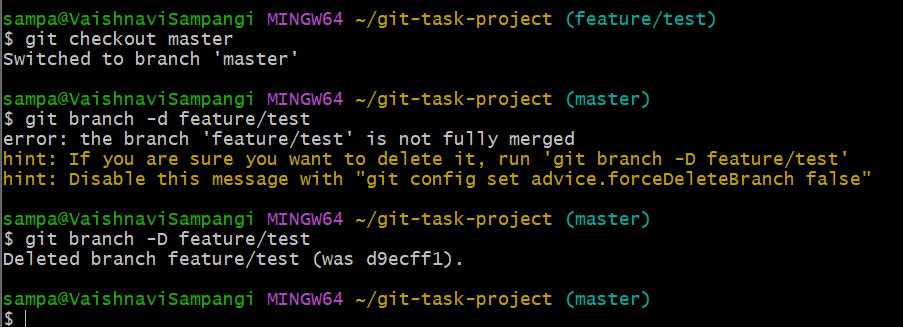 sampa@VaishnaviSampangi MINGW64 ~/git-task-project (feature/test)
$ git checkout master
Switched to branch 'master'
sampa@VaishnaviSampangi MINGW64 ~/git-task-project (master)
$ git branch -d feature/test
error: the branch 'feature/test' is not fully merged
hint: If you are sure you want to delete it, run 'git branch -D feature/test'
hint: Disable this message with "git config set advice.forceDeleteBranch false"
sampa@VaishnaviSampangi MINGW64 ~/git-task-project (master)
$ git branch -D feature/test
Deleted branch feature/test (was d9ecff1).
sampa@VaishnaviSampangi MINGW64 ~/git-task-project (master)
$